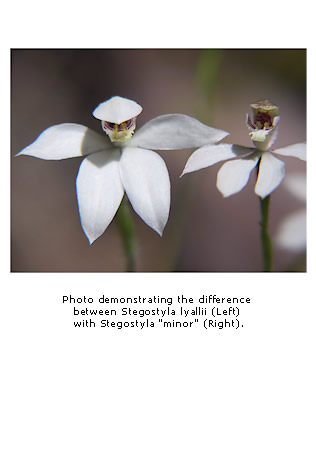 Photo demonstrating the difference
between Stegostyla lyallii (Left)
with Stegostyla "minor" (Right).